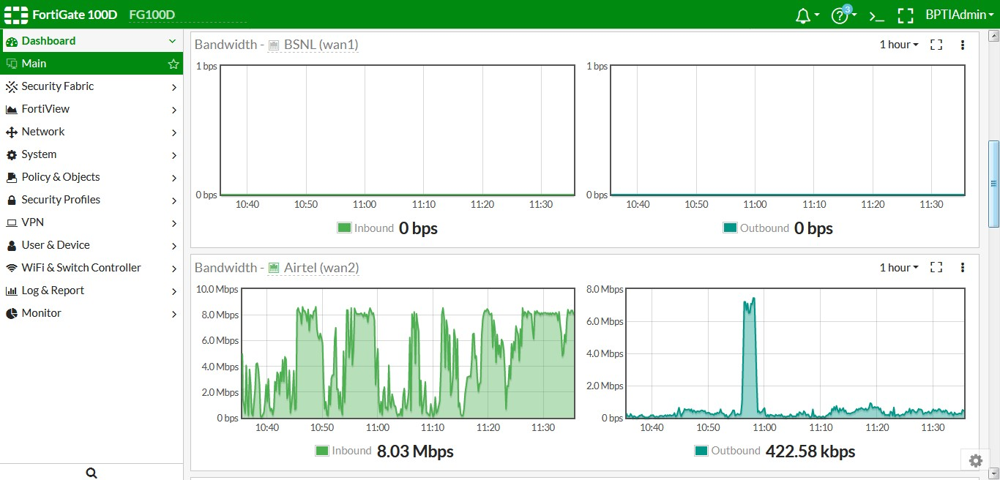 FortiGate 100D FG100D
3
>_
BPTIAdmin
Dashboard
Main
Security Fabric
FortiView
Network
System
Policy & Objects
Security Profiles
VPN
User & Device
WiFi & Switch Controller
Log & Report
Monitor
Bandwidth - BSNL (wan1)
1 hour
1 bps
0 bps
10:40 10:50 11:00 11:10 11:20 11:30
Inbound 0 bps
1 bps
0 bps
10:40 10:50 11:00 11:10 11:20 11:30
Outbound 0 bps
Bandwidth - Airtel (wan2)
1 hour
10.0 Mbps
8.0 Mbps
6.0 Mbps
4.0 Mbps
2.0 Mbps
0 bps
10:40 10:50 11:00 11:10 11:20 11:30
Inbound 8.03 Mbps
8.0 Mbps
6.0 Mbps
4.0 Mbps
2.0 Mbps
0 bps
10:40 10:50 11:00 11:10 11:20 11:30
Outbound 422.58 kbps